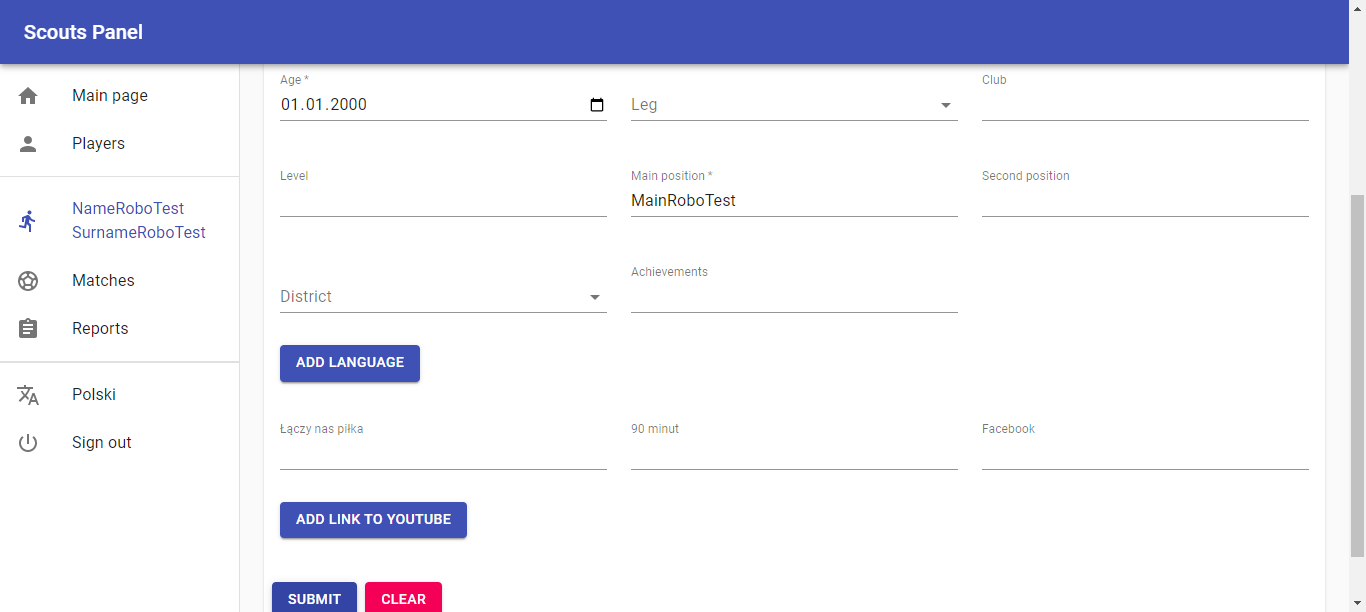 Scouts Panel
Main page
Players
NameRoboTest
SurnameRoboTest
Matches
Reports
Polski
Sign out
Age *
01.01.2000
Leg
Club
Level
Main position *
MainRoboTest
Second position
District
Achievements
ADD LANGUAGE
Łączy nas piłka
90 minut
Facebook
ADD LINK TO YOUTUBE
SUBMIT
CLEAR